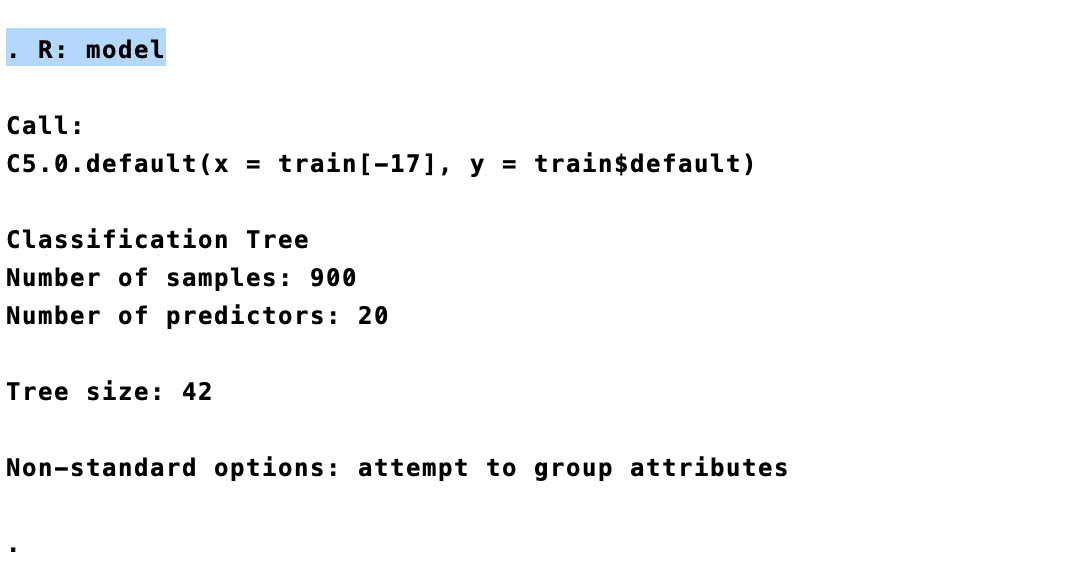 . R: model
Call:
C5.0.default(x = train[-17], y = train$default)
Classification Tree
Number of samples: 900
Number of predictors: 20
Tree size: 42
Non-standard options: attempt to group attributes
.